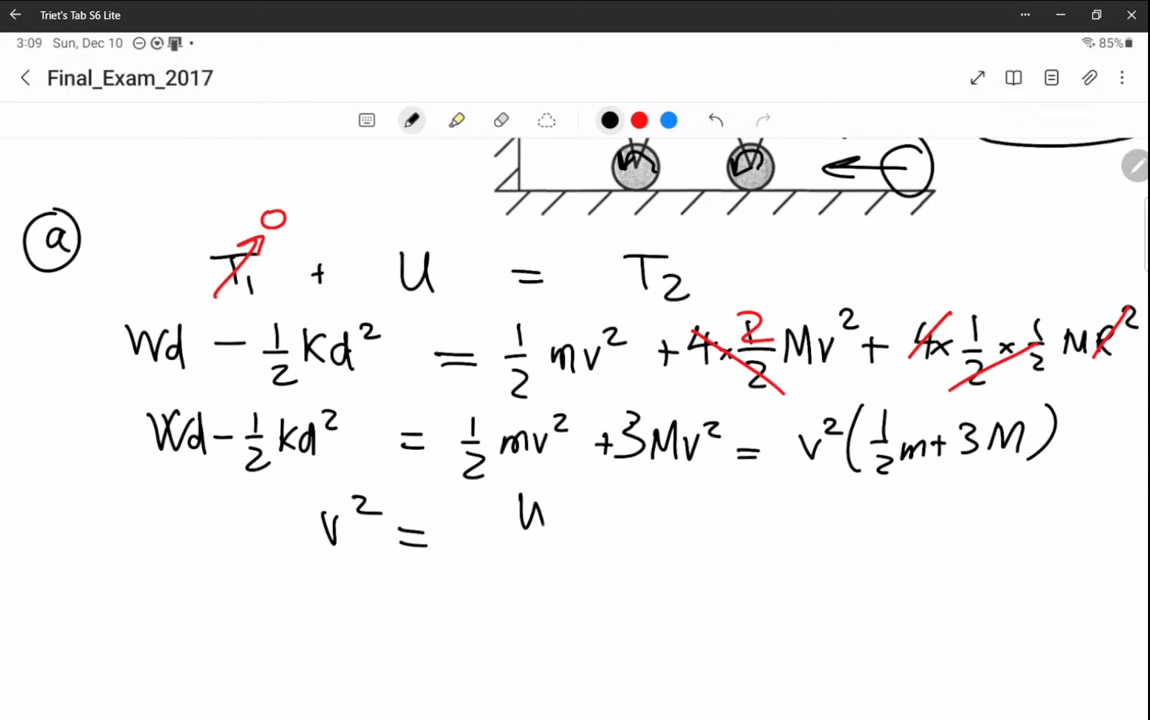 Triet's Tab S6 Lite
3:09 Sun, Dec 10 85%
Final_Exam_2017
a
0
T₁ + U = T₂
Wd - 1/2 Kd² = 1/2 mv² + 4 × 1/2 2 Mv² + 4 × 1/2 × 1/2 MR²
Wd - 1/2 Kd² = 1/2 mv² + 3Mv² = v²(1/2 m + 3M)
v² = W